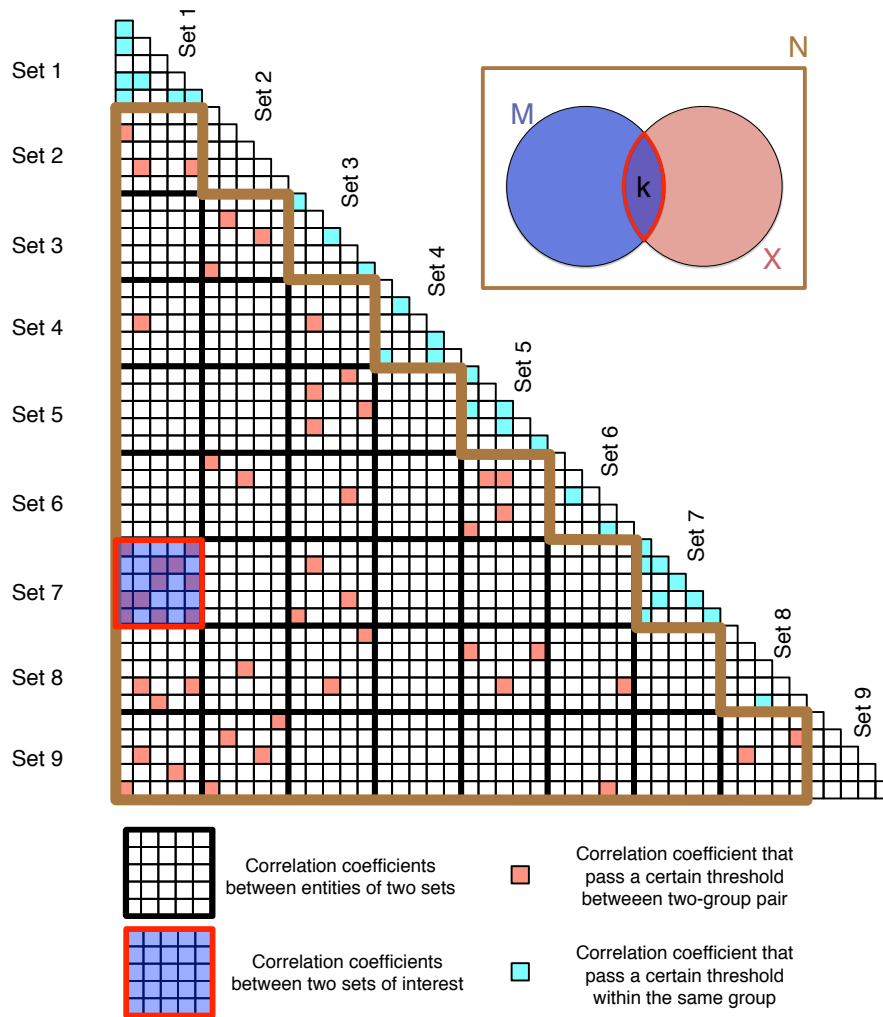 Set 1
Set 2
Set 3
Set 4
Set 5
Set 6
Set 7
Set 8
Set 9
Set 1
Set 2
Set 3
Set 4
Set 5
Set 6
Set 7
Set 8
Set 9
N
M
k
X
Correlation coefficients
between entities of two sets
Correlation coefficient that
pass a certain threshold
betweeen two-group pair
Correlation coefficients
between two sets of interest
Correlation coefficient that
pass a certain threshold
within the same group